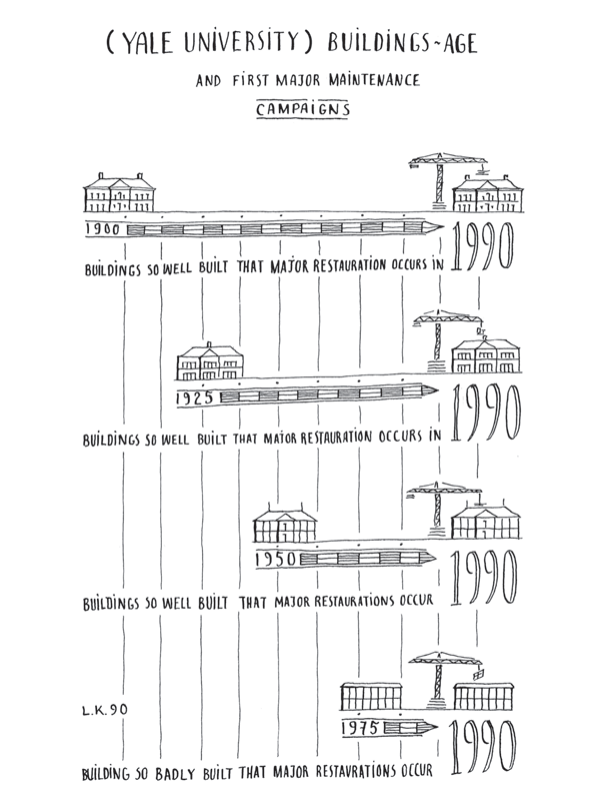 (YALE UNIVERSITY) BUILDINGS~AGE
AND FIRST MAJOR MAINTENANCE
CAMPAIGNS
1900
1990
BUILDINGS SO WELL BUILT THAT MAJOR RESTAURATION OCCURS IN
1925
1990
BUILDINGS SO WELL BUILT THAT MAJOR RESTAURATION OCCURS IN
1950
1990
BUILDINGS SO WELL BUILT THAT MAJOR RESTAURATIONS OCCUR
L.K.90
1975
1990
BUILDING SO BADLY BUILT THAT MAJOR RESTAURATIONS OCCUR